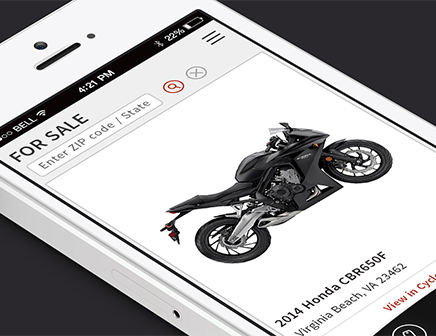 BELL
4:21 PM
22%
FOR SALE
Enter ZIP code / State
2014 Honda CBR650F
Virginia Beach, VA 23462
View in Cycle